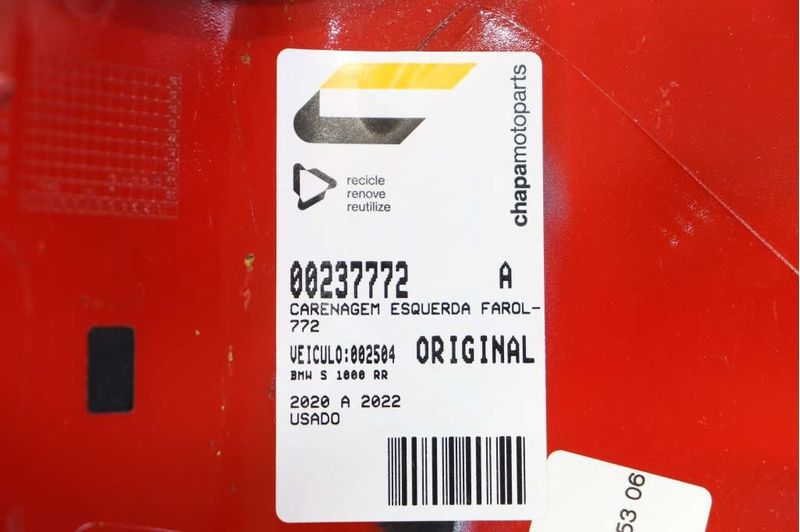 chapamotoparts
recicle
renove
reutilize
00237772 A
CARENAGEM ESQUERDA FAROL-
772
VEICULO:002504 ORIGINAL
BMW S 1000 RR
2020 A 2022
USADO
53 06